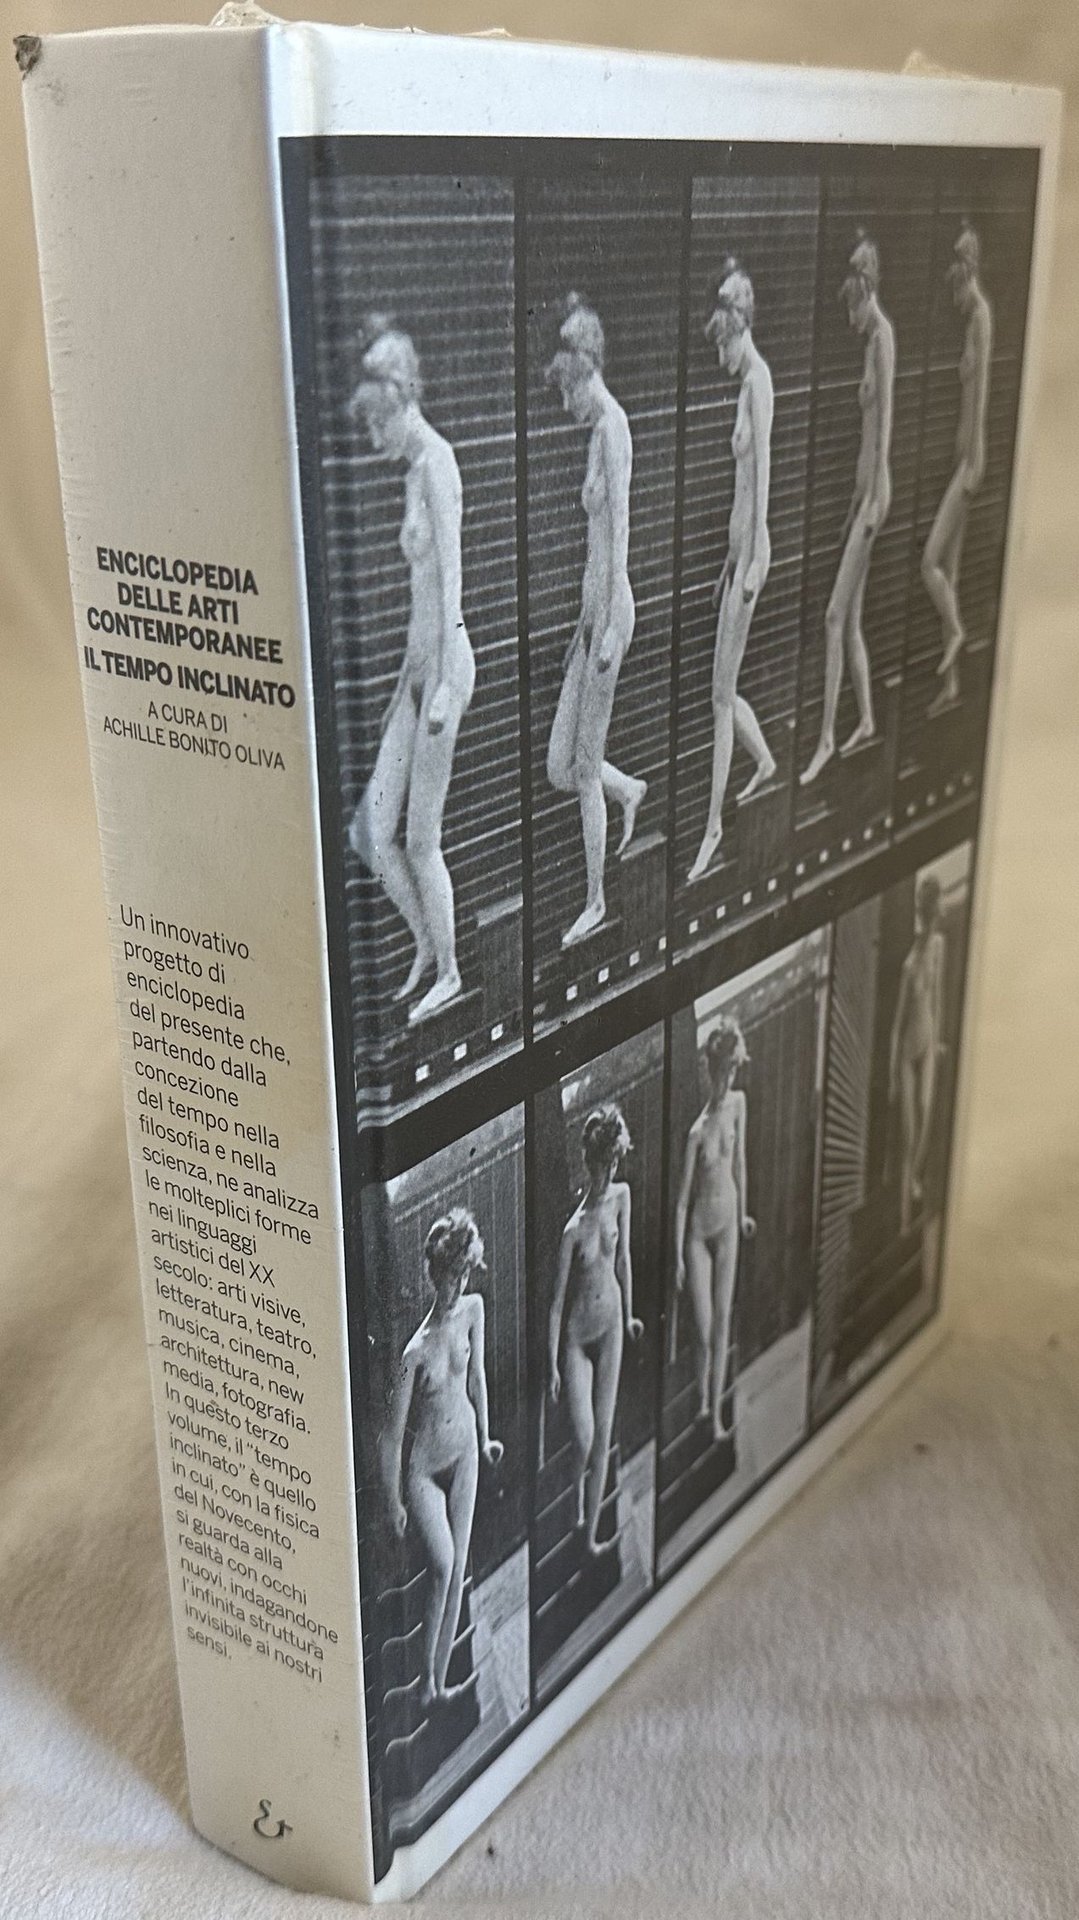 ENCICLOPEDIA
DELLE ARTI
CONTEMPORANEE
IL TEMPO INCLINATO
A CURA DI
ACHILLE BONITO OLIVA
Un innovativo
progetto di
enciclopedia
del presente che,
partendo dalla
concezione
del tempo nella
filosofia e nella
scienza, ne analizza
le molteplici forme
nei linguaggi
artistici del XX
secolo: arti visive,
letteratura, teatro,
musica, cinema,
architettura, new
media, fotografia.
In questo terzo
volume, il “tempo
inclinato” è quello
in cui, con la fisica
del Novecento,
si guarda alla
realtà con occhi
nuovi, indagandone
l'infinita struttura
invisibile ai nostri
sensi.